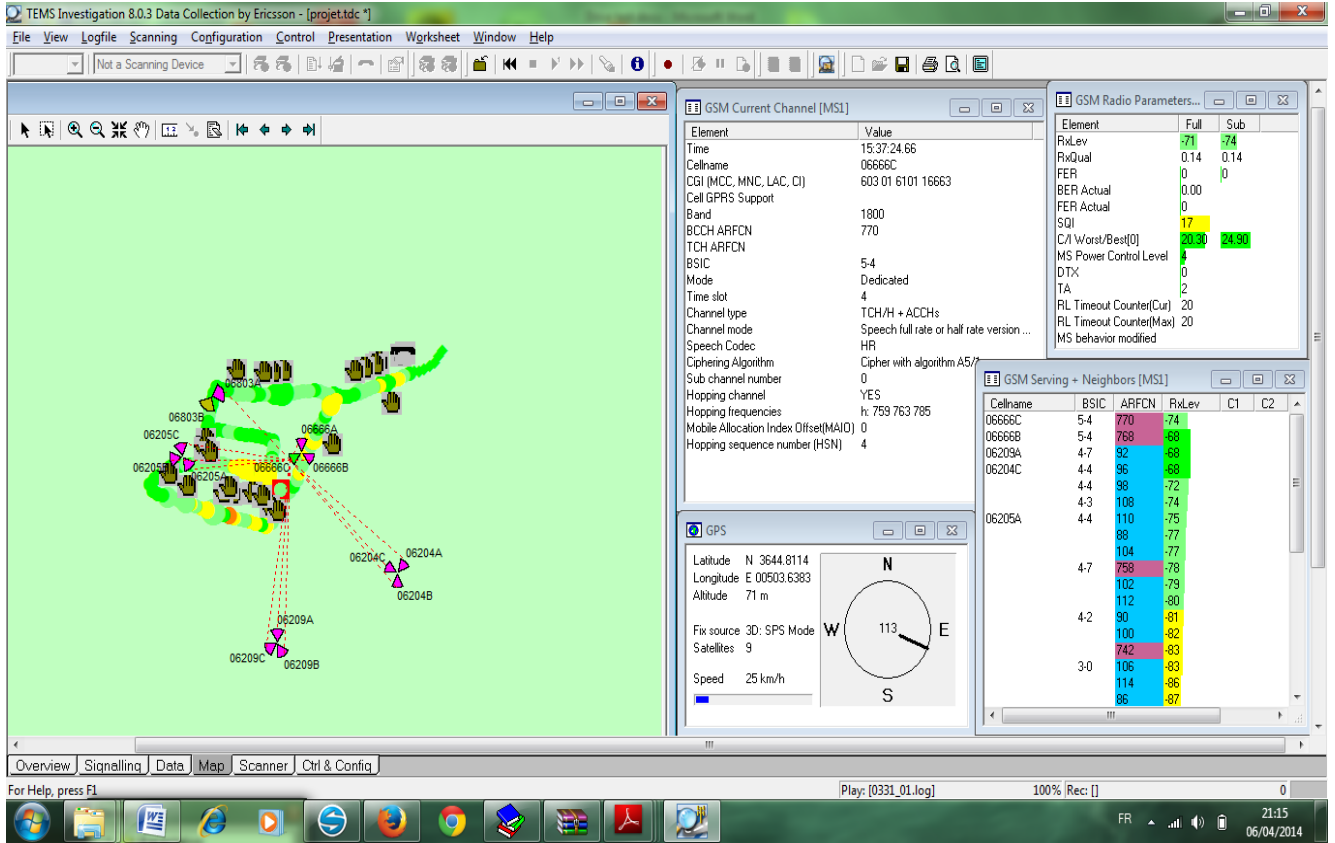 TEMS Investigation 8.0.3 Data Collection by Ericsson - [projet.tdc *]
File View Logfile Scanning Configuration Control Presentation Worksheet Window Help
Not a Scanning Device
GSM Current Channel [MS1]
Element Value
Time 15:37:24.66
Cellname 06666C
CGI (MCC, MNC, LAC, CI) 603 01 6101 16663
Cell GPRS Support
Band 1800
BCCH ARFCN 770
TCH ARFCN
BSIC 5-4
Mode Dedicated
Time slot 4
Channel type TCH/H + ACCHs
Channel mode Speech full rate or half rate version ...
Speech Codec HR
Ciphering Algorithm Cipher with algorithm A5/1
Sub channel number 0
Hopping channel YES
Hopping frequencies h: 759 763 785
Mobile Allocation Index Offset(MAIO) 0
Hopping sequence number (HSN) 4
GSM Radio Parameters...
Element Full Sub
RxLev -71 -74
RxQual 0.14 0.14
FER 0 0
BER Actual 0.00
FER Actual 0
SQI 17
C/I Worst/Best[0] 20.30 24.90
MS Power Control Level 4
DTX 0
TA 2
RL Timeout Counter(Cur) 20
RL Timeout Counter(Max) 20
MS behavior modified
GSM Serving + Neighbors [MS1]
Cellname BSIC ARFCN RxLev C1 C2
06666C 5-4 770 -74
06666B 5-4 768 -68
06209A 4-7 92 -68
06204C 4-4 96 -68
4-4 98 -72
4-3 108 -74
06205A 4-4 110 -75
88 -77
104 -77
4-7 758 -78
102 -79
112 -80
4-2 90 -81
100 -82
742 -83
3-0 106 -83
114 -86
86 -87
GPS
Latitude N 3644.8114
Longitude E 00503.6383
Altitude 71 m
Fix source 3D: SPS Mode
Satellites 9
Speed 25 km/h
N
W 113 E
S
06803A
06803B
06205C
06666A
06205B
06205A
06666C
06666B
06204C
06204A
06204B
06209A
06209C
06209B
Overview Signalling Data Map Scanner Ctrl & Config
For Help, press F1
Play: [0331_01.log] 100% Rec: [] 0
FR
21:15
06/04/2014